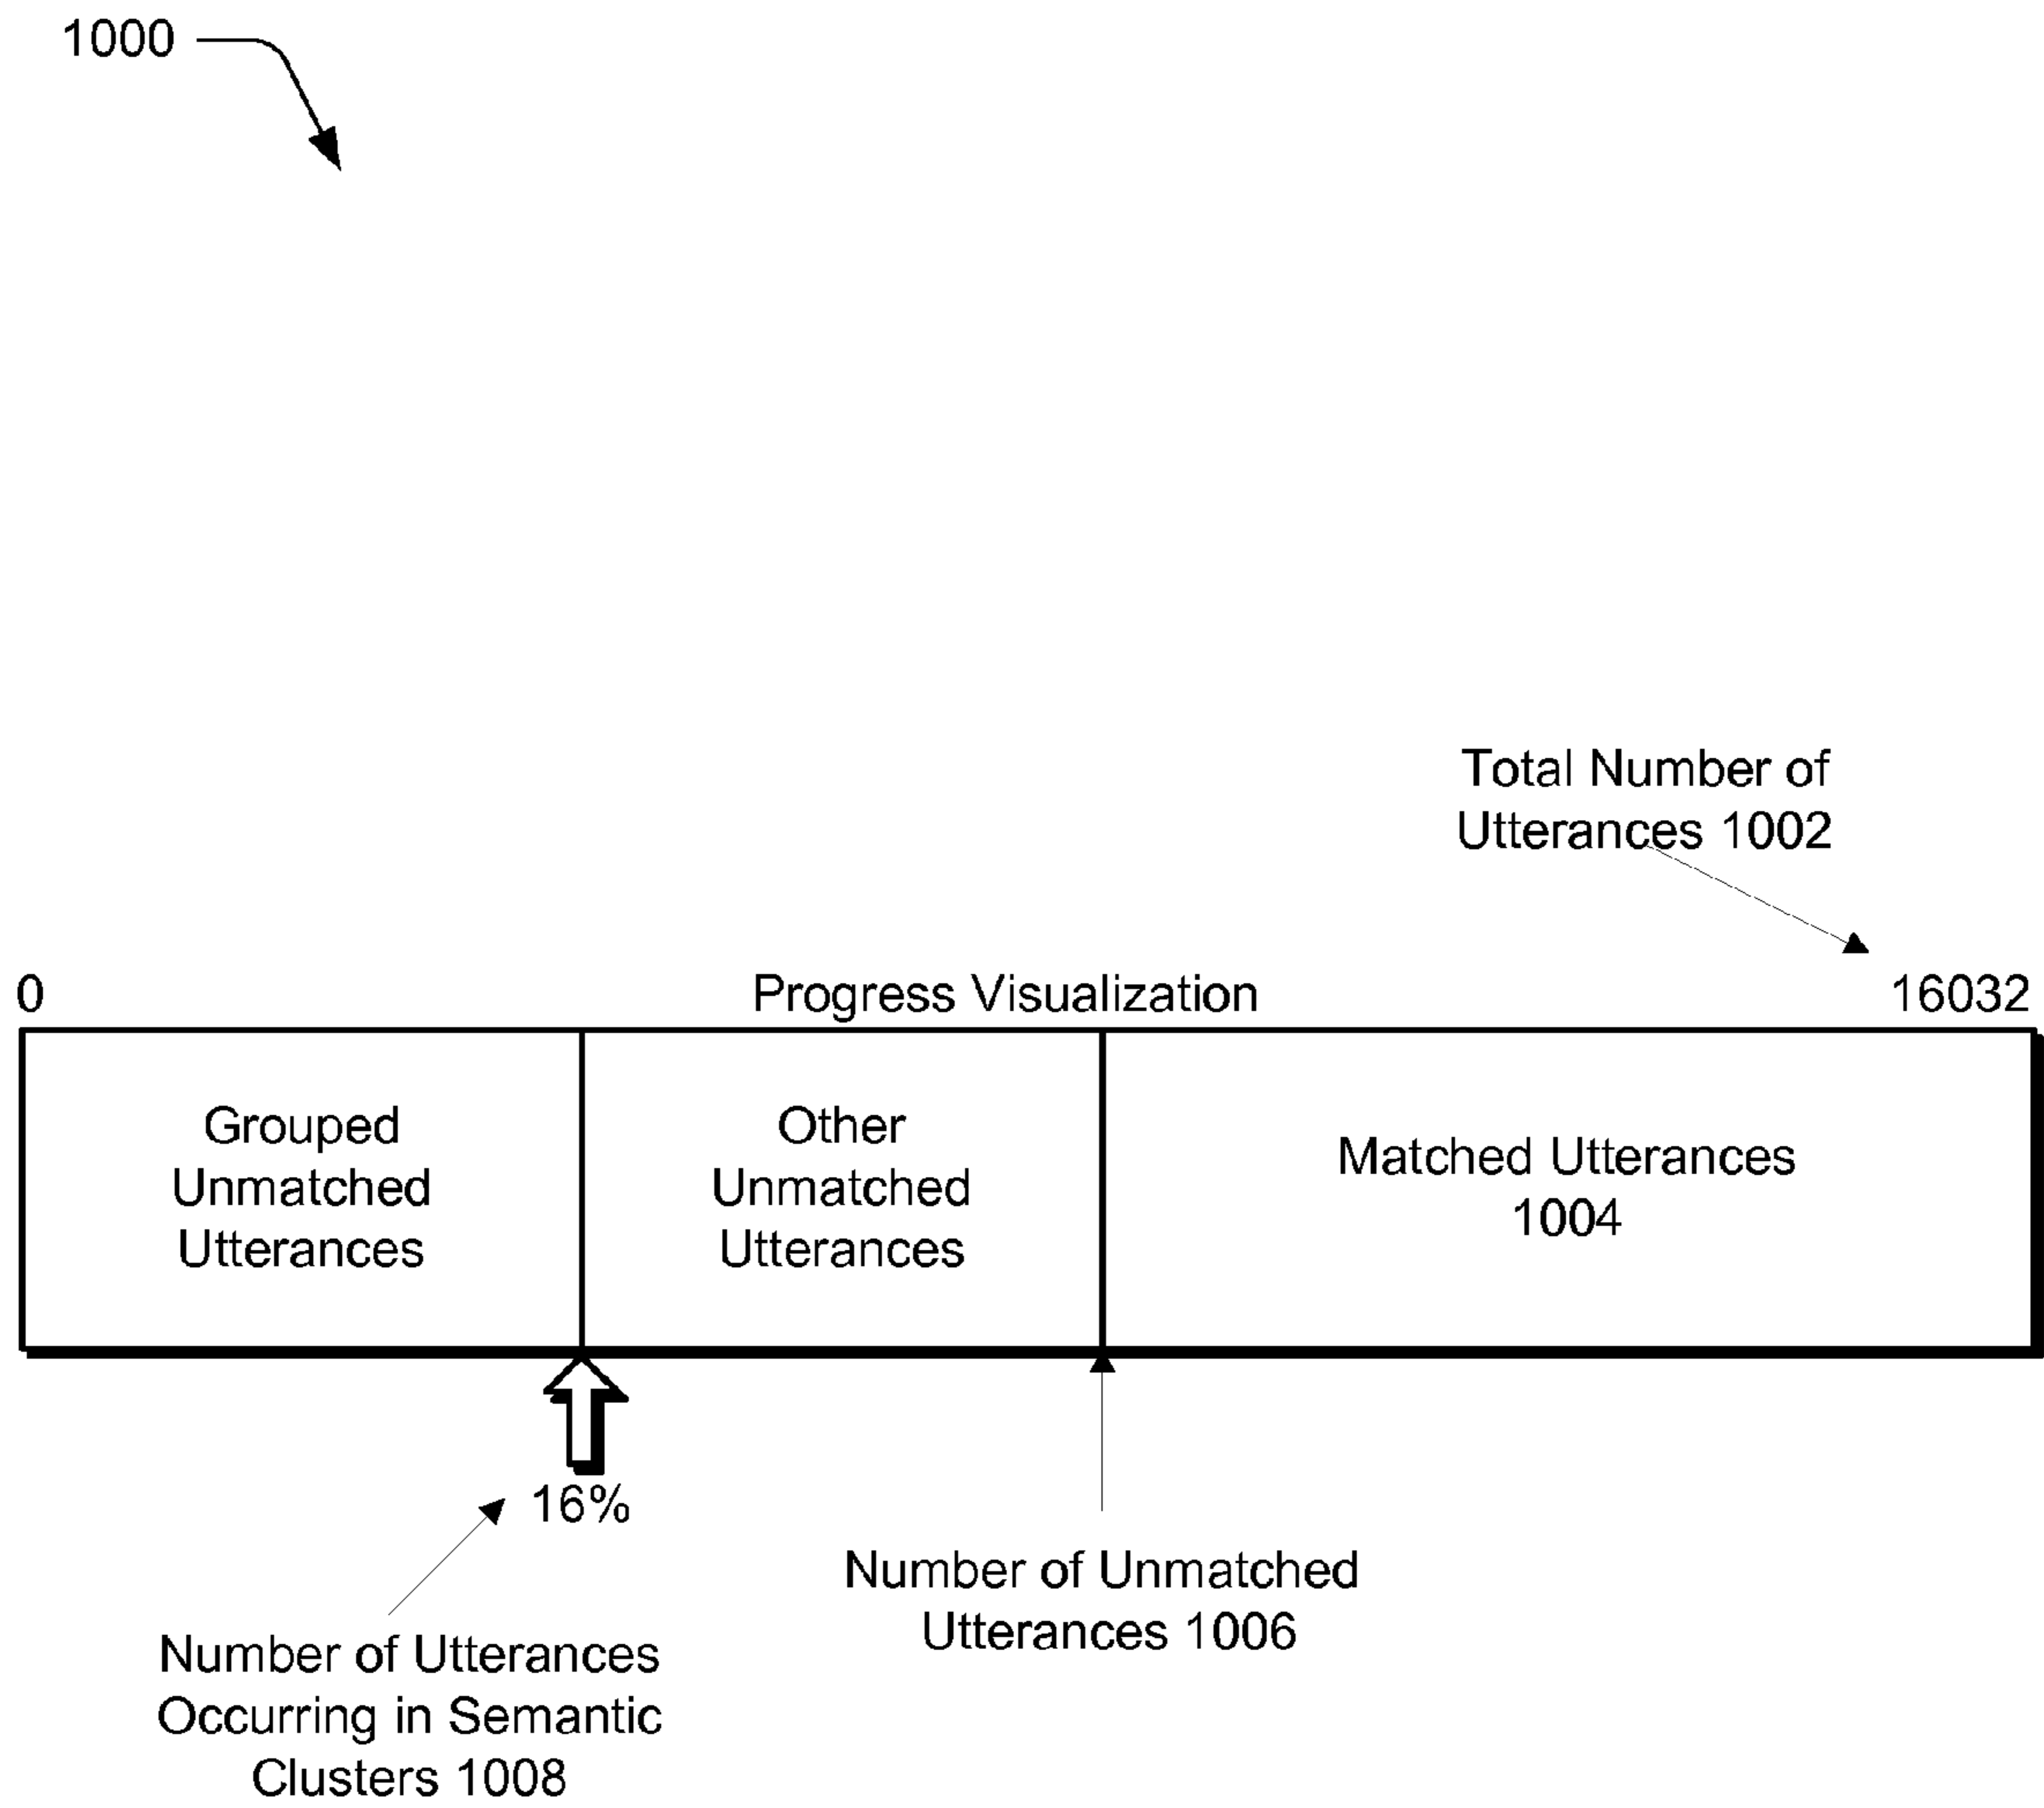 1000
Total Number of
Utterances 1002
0
Progress Visualization
16032
Grouped
Unmatched
Utterances
Other
Unmatched
Utterances
Matched Utterances
1004
16%
Number of Unmatched
Utterances 1006
Number of Utterances
Occurring in Semantic
Clusters 1008